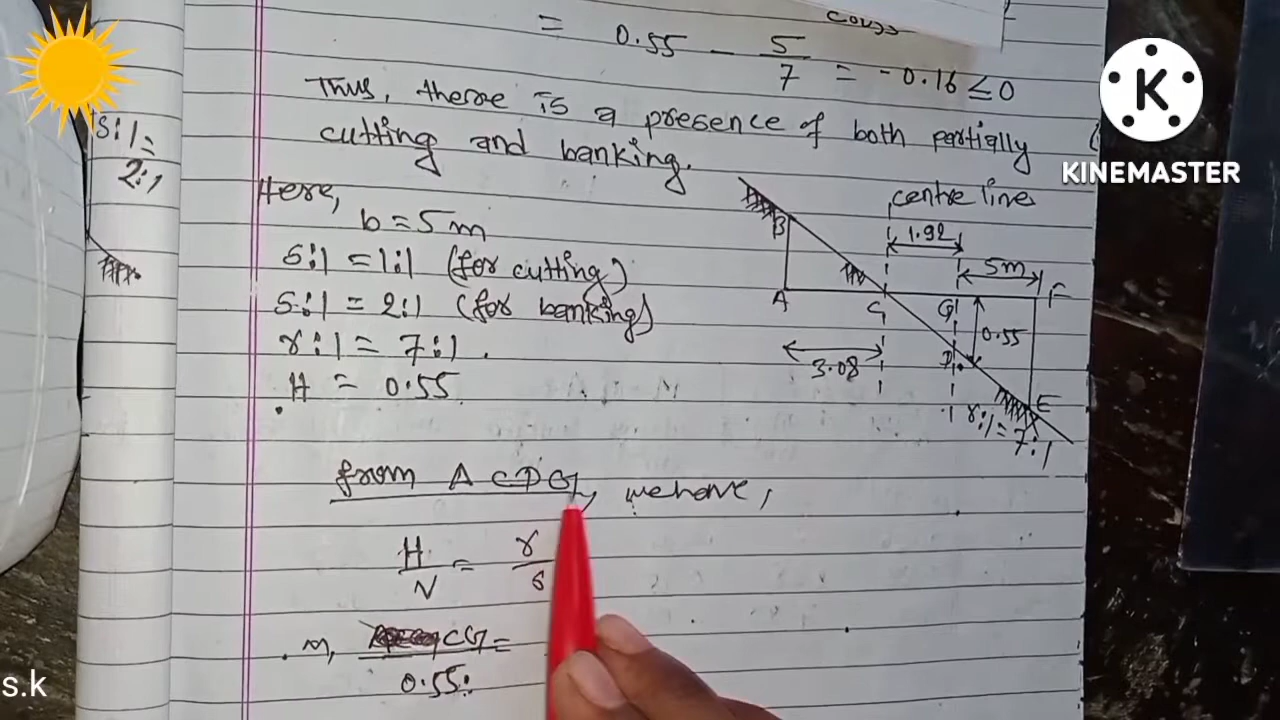 = 0.55 - 5/7 = -0.16 ≤ 0
Thus, there is a presence of both partially
cutting and banking.
S:1 =
2:1
Here,
b = 5m
S:1 = 1:1 (for cutting)
S:1 = 2:1 (for banking)
r:1 = 7:1.
H = 0.55
centre line
1.92
5m
B
A
C
G
F
0.55
D
3.08
E
r:1 = 7:1
from Δ CDG, we have,
H/V = r/
CG =
0.55
K
KINEMASTER
s.k